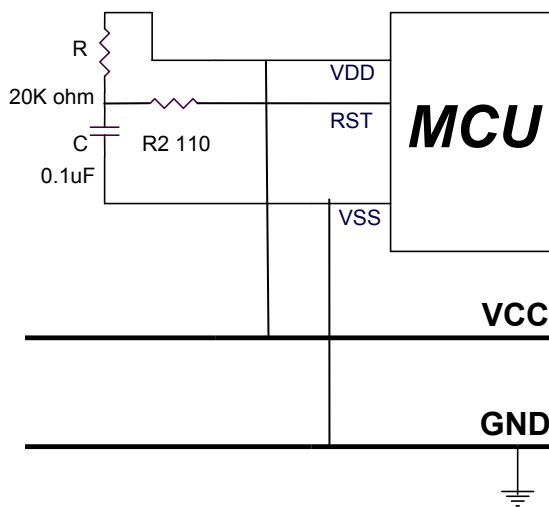 R
VDD
20K ohm
RST
MCU
C
R2 110
0.1uF
VSS
VCC
GND